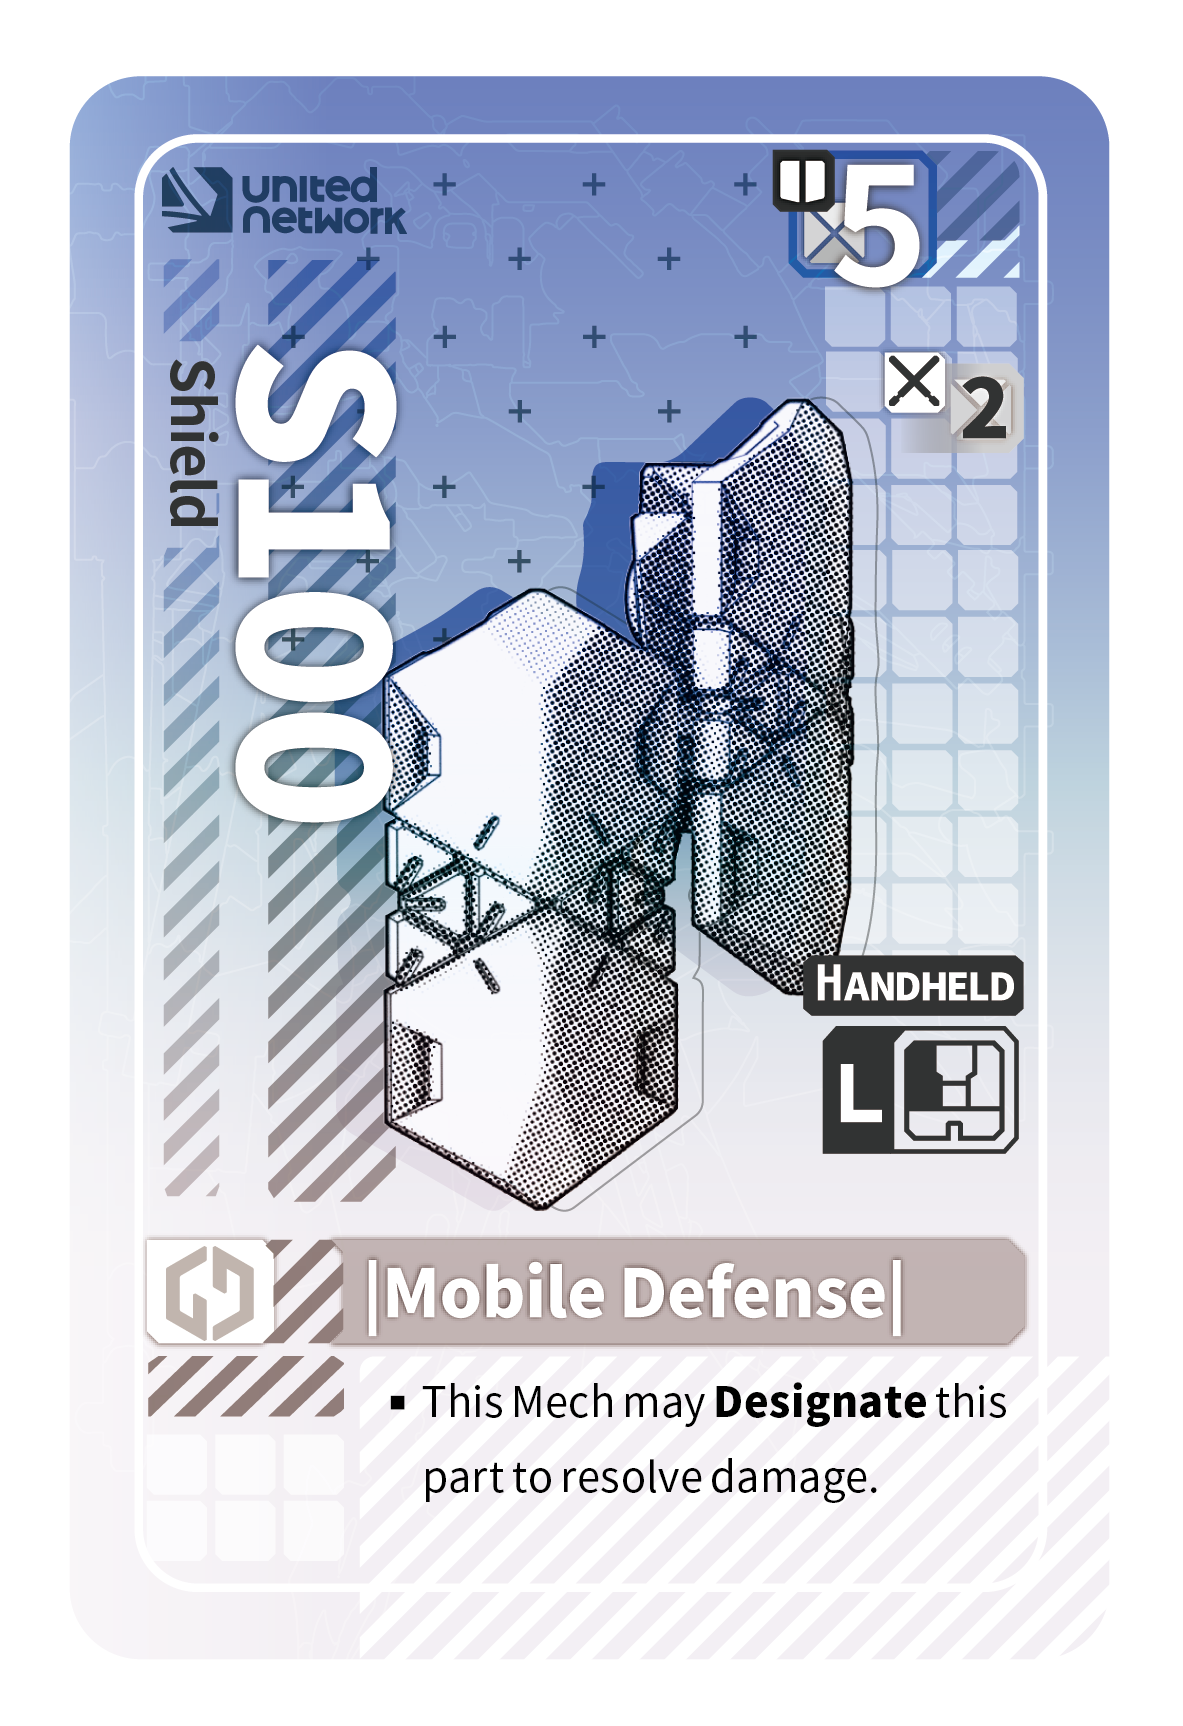 UNITED
NETWORK
5
2
Shield
S100
HANDHELD
L
|Mobile Defense|
▪ This Mech may Designate this
part to resolve damage.